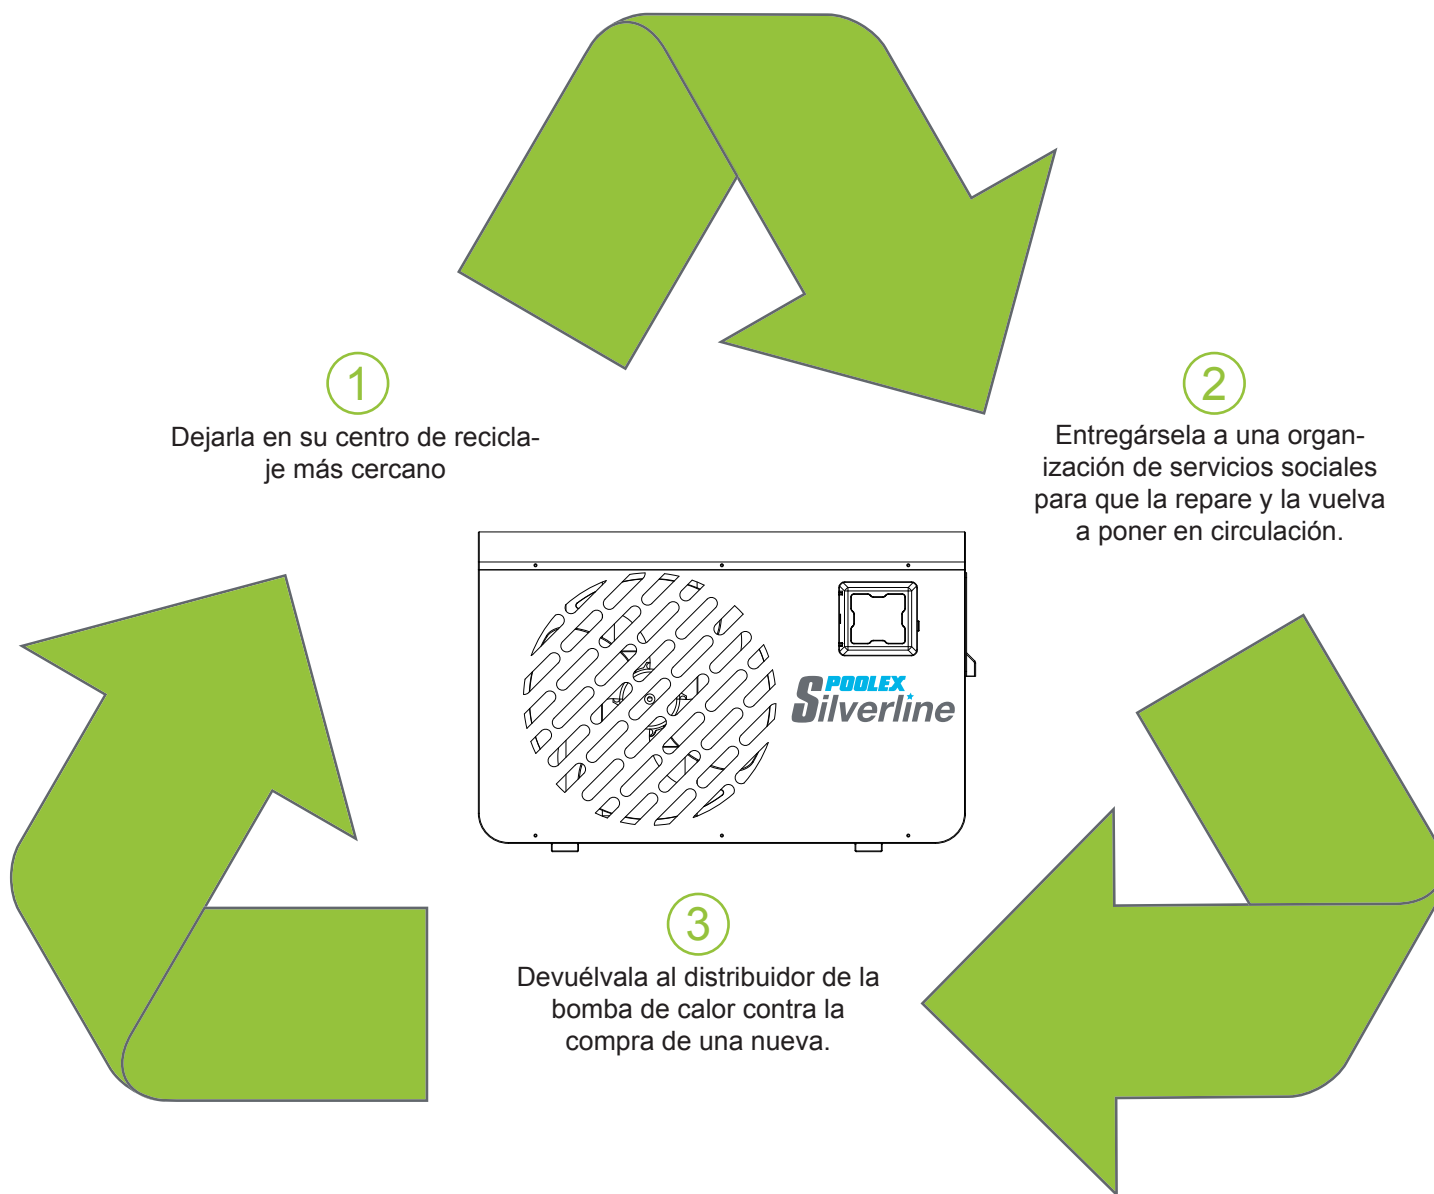 1
Dejarla en su centro de recicla-
je más cercano
2
Entregársela a una organ-
ización de servicios sociales
para que la repare y la vuelva
a poner en circulación.
POOLEX
Silverline
3
Devuélvala al distribuidor de la
bomba de calor contra la
compra de una nueva.